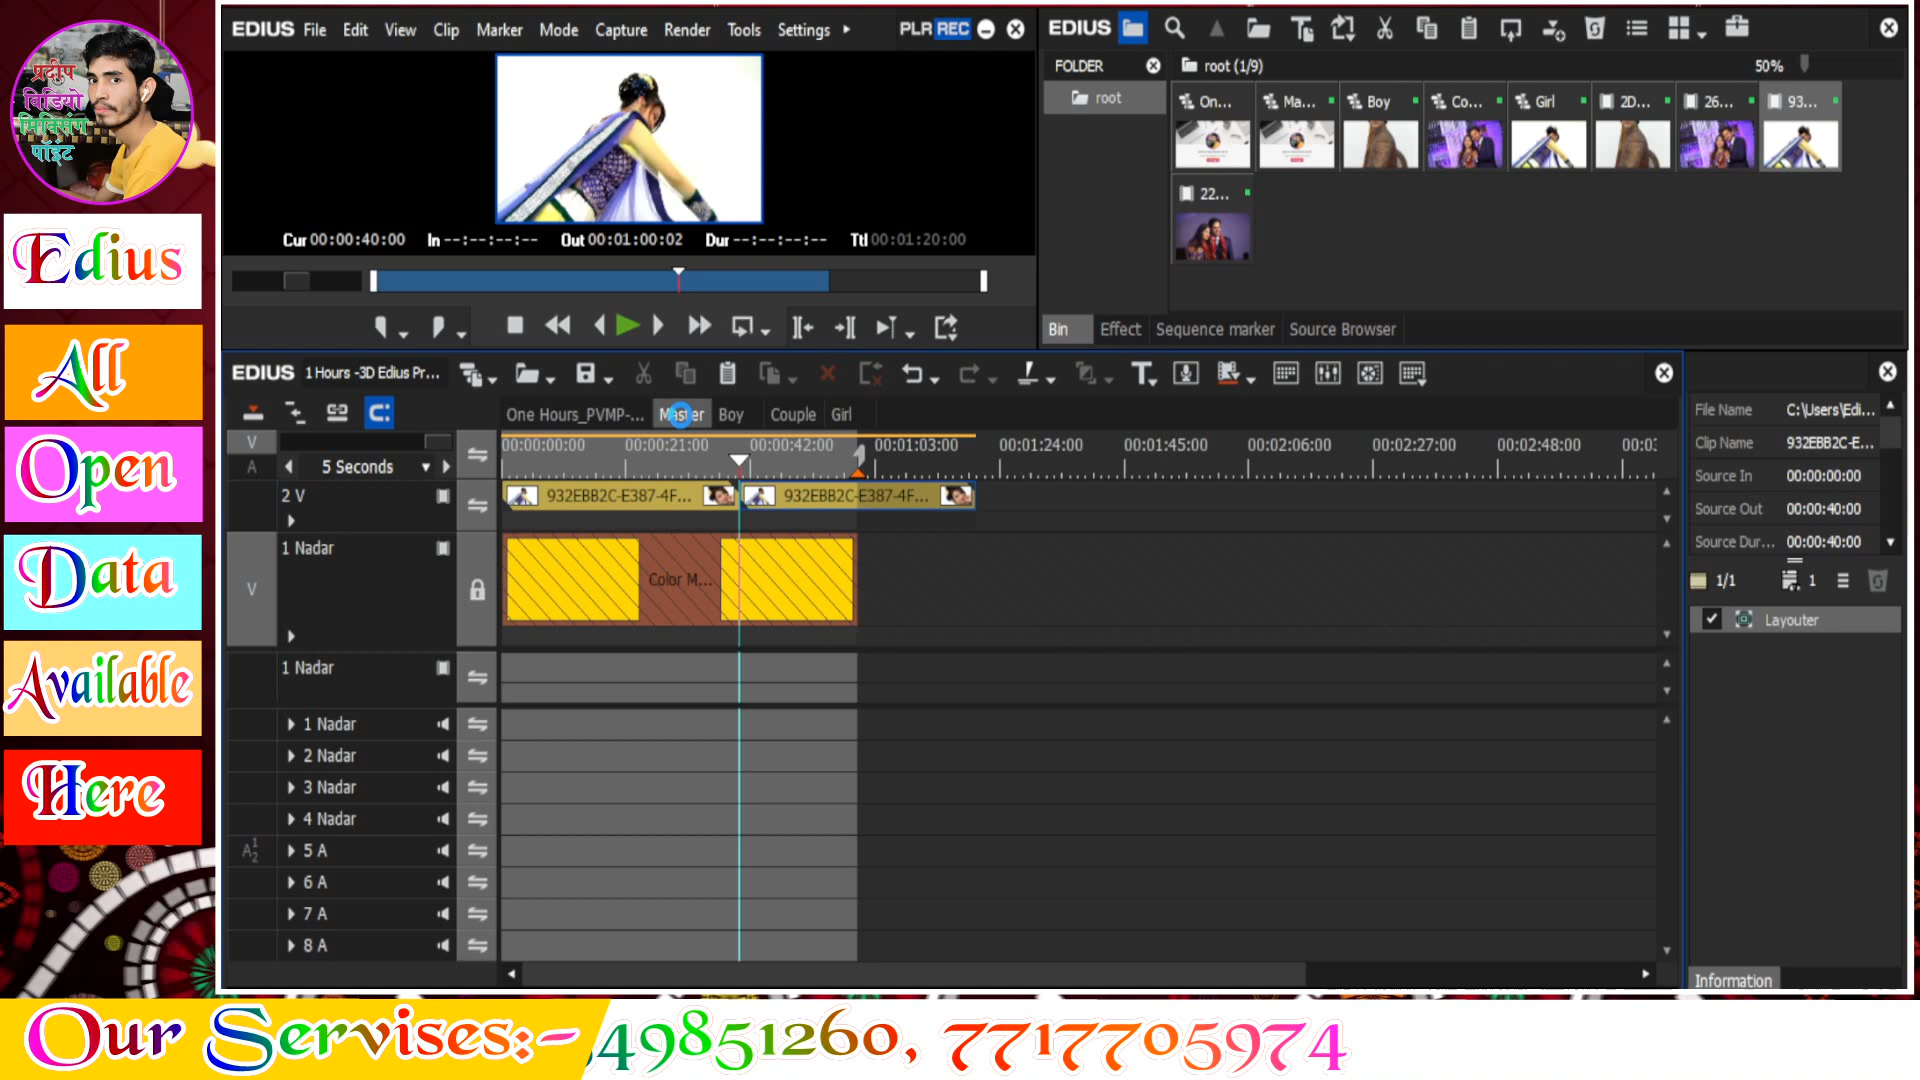 प्रदीप
विडियो
मिक्सिंग
पॉइंट
Edius
All
Open
Data
Available
Here
EDIUS File Edit View Clip Marker Mode Capture Render Tools Settings PLR REC
Cur 00:00:40:00 In --:--:--:-- Out 00:01:00:02 Dur --:--:--:-- Ttl 00:01:20:00
EDIUS
FOLDER root (1/9) 50%
root
On... Ma... Boy Co... Girl 2D... 26... 93...
22...
Bin Effect Sequence marker Source Browser
EDIUS 1 Hours -3D Edius Pr...
One Hours_PVMP-... Master Boy Couple Girl
V
A 5 Seconds
00:00:00:00 00:00:21:00 00:00:42:00 00:01:03:00 00:01:24:00 00:01:45:00 00:02:06:00 00:02:27:00 00:02:48:00
2 V 932EBB2C-E387-4F... 932EBB2C-E387-4F...
1 Nadar
V Color M...
1 Nadar
1 Nadar
2 Nadar
3 Nadar
4 Nadar
A 1 2 5 A
6 A
7 A
8 A
File Name C:\Users\Edi...
Clip Name 932EBB2C-E...
Source In 00:00:00:00
Source Out 00:00:40:00
Source Dur... 00:00:40:00
1/1 1
Layouter
Information
Our Servises:- 49851260, 7717705974